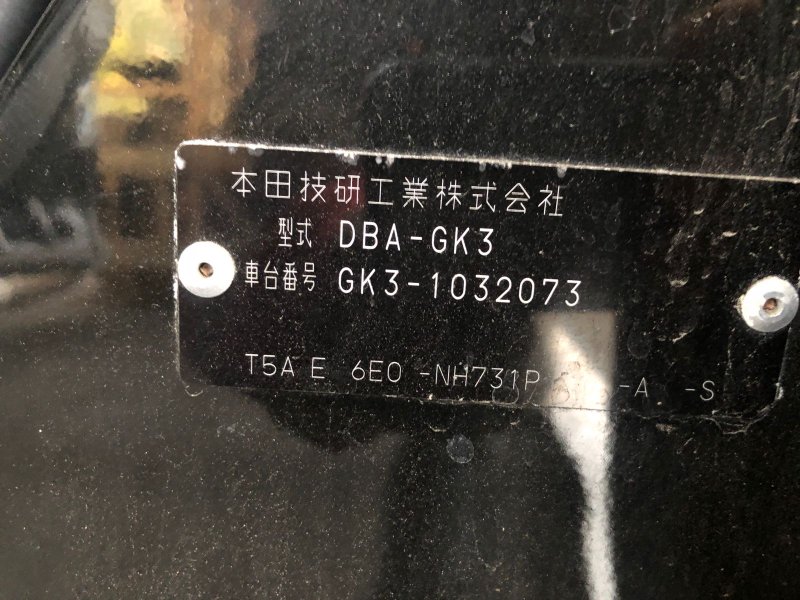 本田技研工業株式会社
型式 DBA-GK3
車台番号 GK3-1032073
T5A E 6E0 -NH731P -A. -S